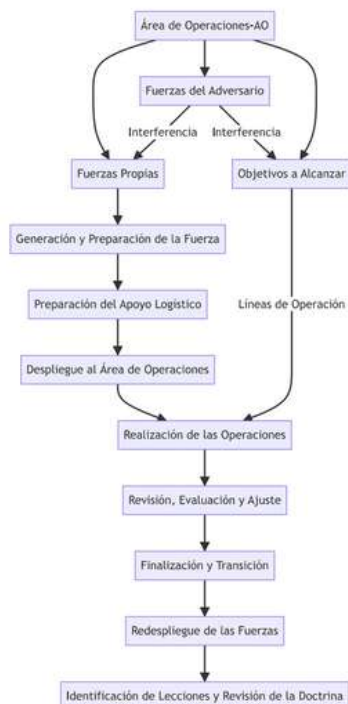 Área de Operaciones-AO
Fuerzas del Adversario
Interferencia
Interferencia
Fuerzas Propias
Objetivos a Alcanzar
Generación y Preparación de la Fuerza
Preparación del Apoyo Logístico
Líneas de Operación
Despliegue al Área de Operaciones
Realización de las Operaciones
Revisión, Evaluación y Ajuste
Finalización y Transición
Redespliegue de las Fuerzas
Identificación de Lecciones y Revisión de la Doctrina